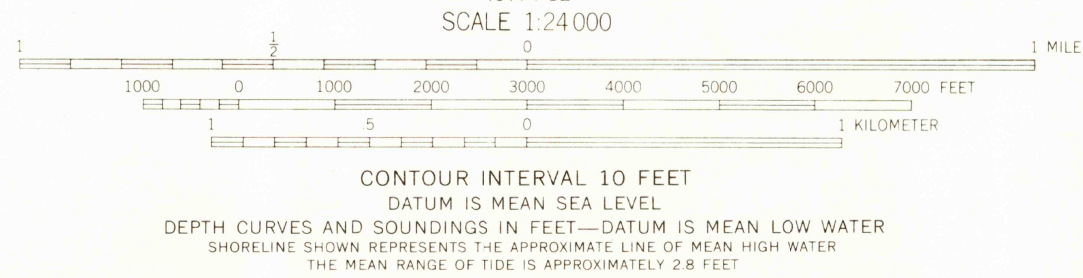 SCALE 1:24 000
1 ½ 0 1 MILE
1000 0 1000 2000 3000 4000 5000 6000 7000 FEET
1 .5 0 1 KILOMETER
CONTOUR INTERVAL 10 FEET
DATUM IS MEAN SEA LEVEL
DEPTH CURVES AND SOUNDINGS IN FEET—DATUM IS MEAN LOW WATER
SHORELINE SHOWN REPRESENTS THE APPROXIMATE LINE OF MEAN HIGH WATER
THE MEAN RANGE OF TIDE IS APPROXIMATELY 2.8 FEET